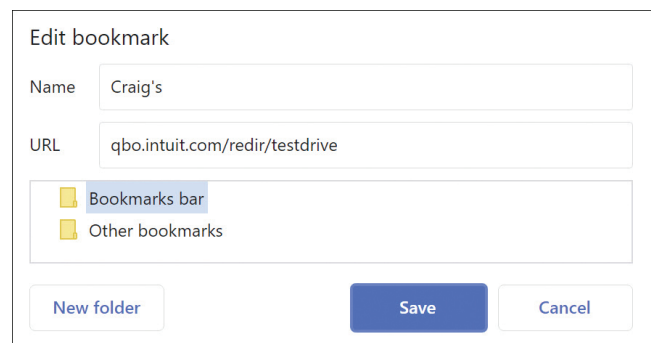 Edit bookmark
Name Craig's
URL qbo.intuit.com/redir/testdrive
Bookmarks bar
Other bookmarks
New folder Save Cancel